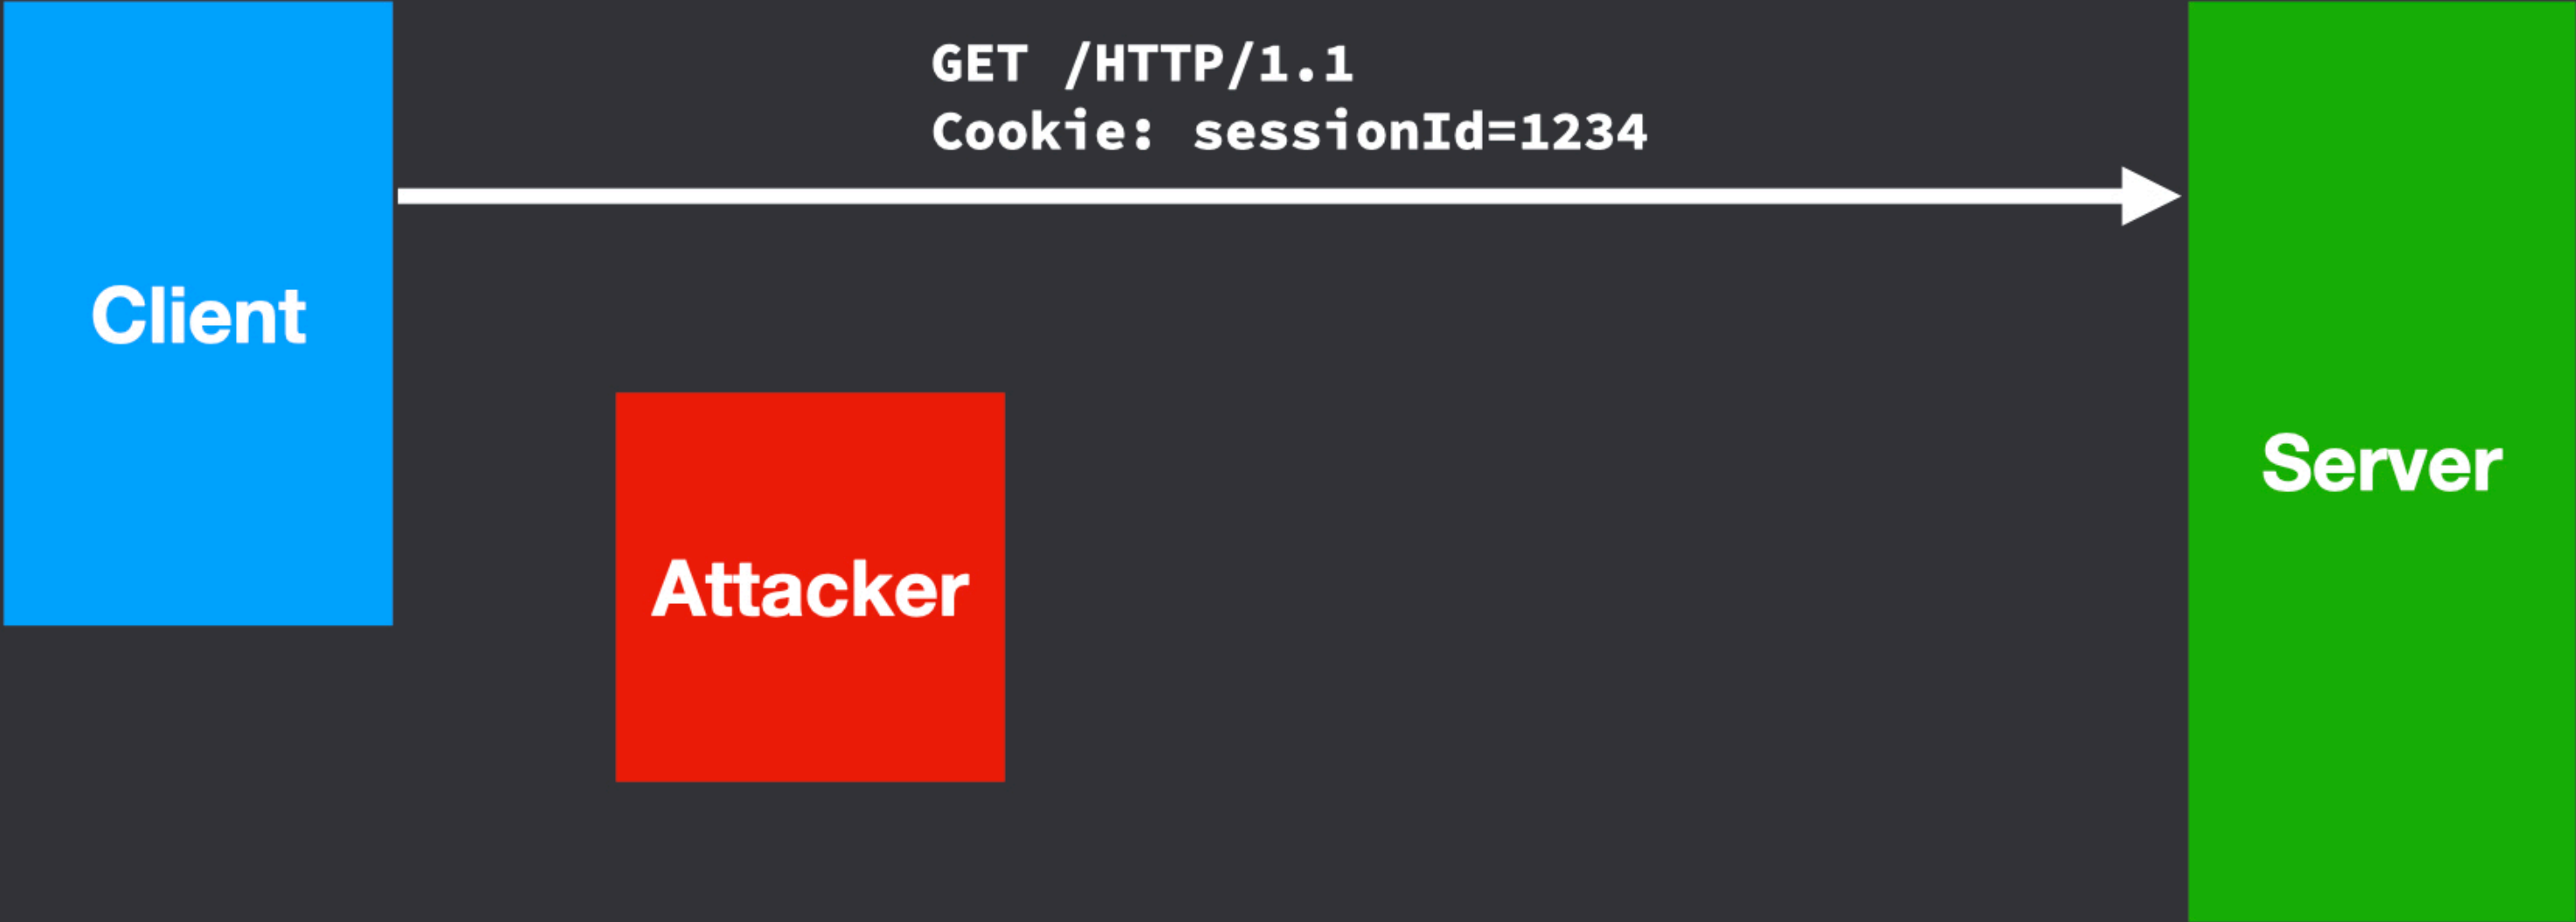 GET /HTTP/1.1
Cookie: sessionId=1234
Client
Server
Attacker